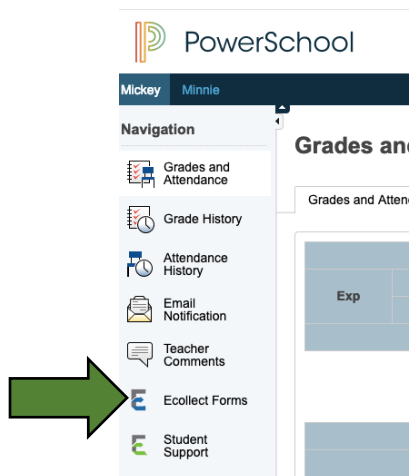 PowerSchool
Mickey Minnie
Navigation
Grades an
Grades and
Attendance
Grades and Atten
Grade History
Attendance
History
Exp
Email
Notification
Teacher
Comments
Ecollect Forms
Student
Support